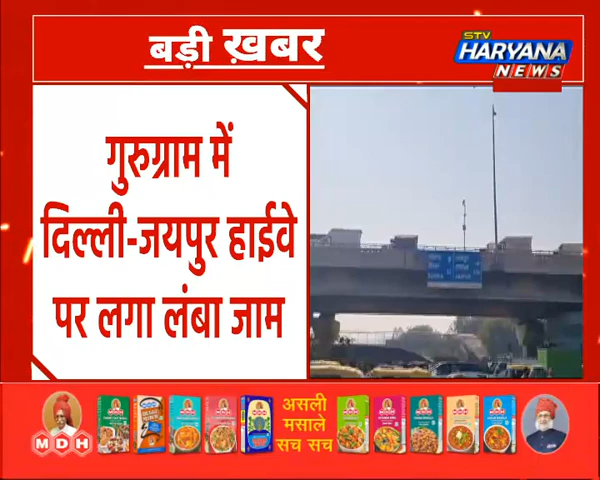 बड़ी ख़बर
STV
HARYANA
NEWS
गुरुग्राम में
दिल्ली-जयपुर हाईवे
पर लगा लंबा जाम
MDH
असली
मसाले
सच सच